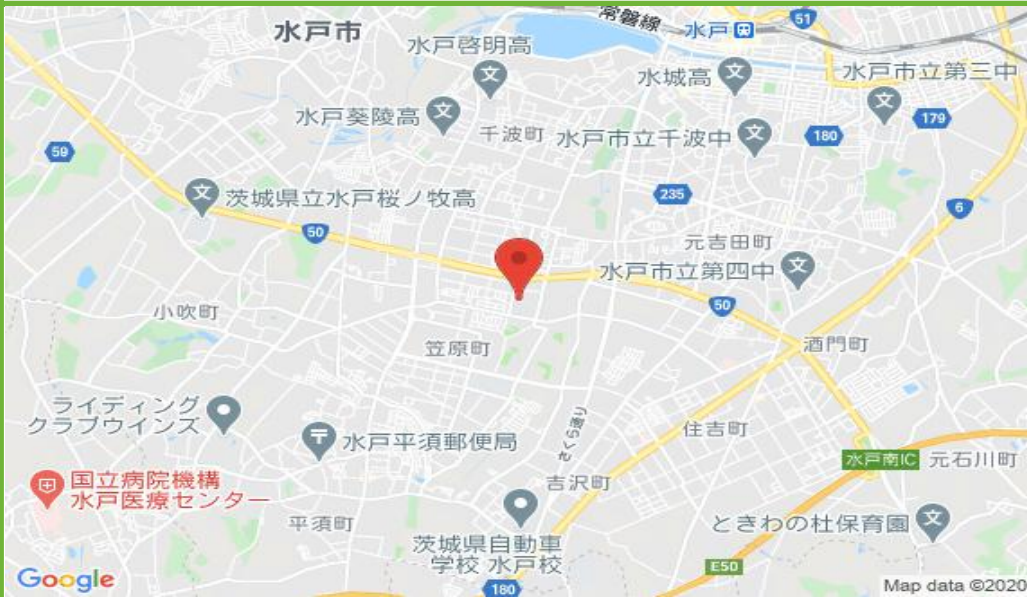 水戸市
常磐線
水戸
51
水戸啓明高
水城高
水戸市立第三中
水戸葵陵高
千波町
水戸市立千波中
180
179
59
茨城県立水戸桜ノ牧高
235
6
50
元吉田町
水戸市立第四中
50
小吹町
笠原町
酒門町
ライディング
クラブウインズ
さくら通り
住吉町
水戸平須郵便局
水戸南IC
元石川町
国立病院機構
水戸医療センター
吉沢町
平須町
ときわの杜保育園
茨城県自動車
学校 水戸校
E50
Google
180
Map data ©2020